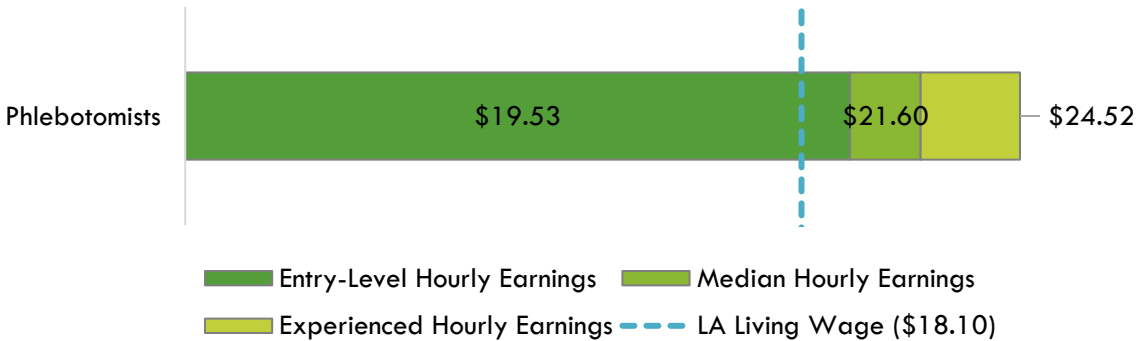 Phlebotomists $19.53 $21.60 $24.52
Entry-Level Hourly Earnings Median Hourly Earnings
Experienced Hourly Earnings LA Living Wage ($18.10)